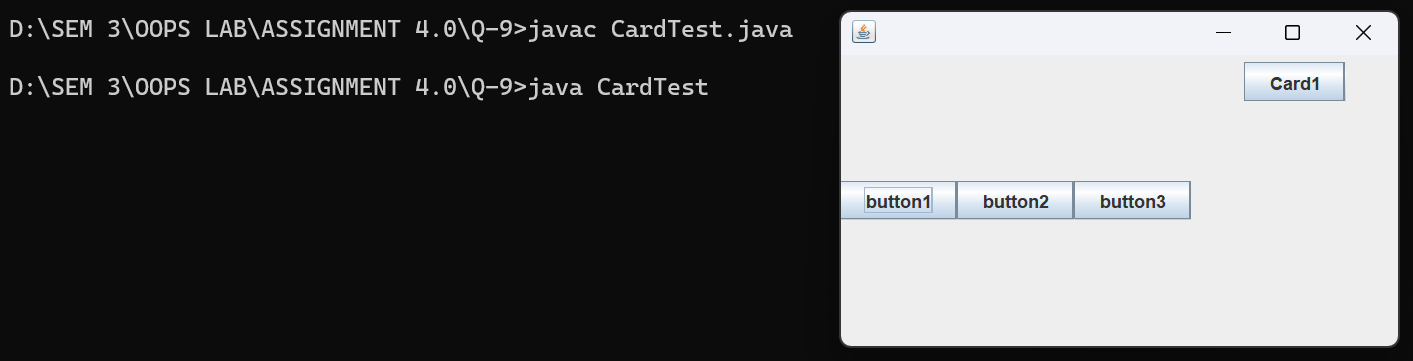 D:\SEM 3\OOPS LAB\ASSIGNMENT 4.0\Q-9>javac CardTest.java
D:\SEM 3\OOPS LAB\ASSIGNMENT 4.0\Q-9>java CardTest
Card1
button1 button2 button3